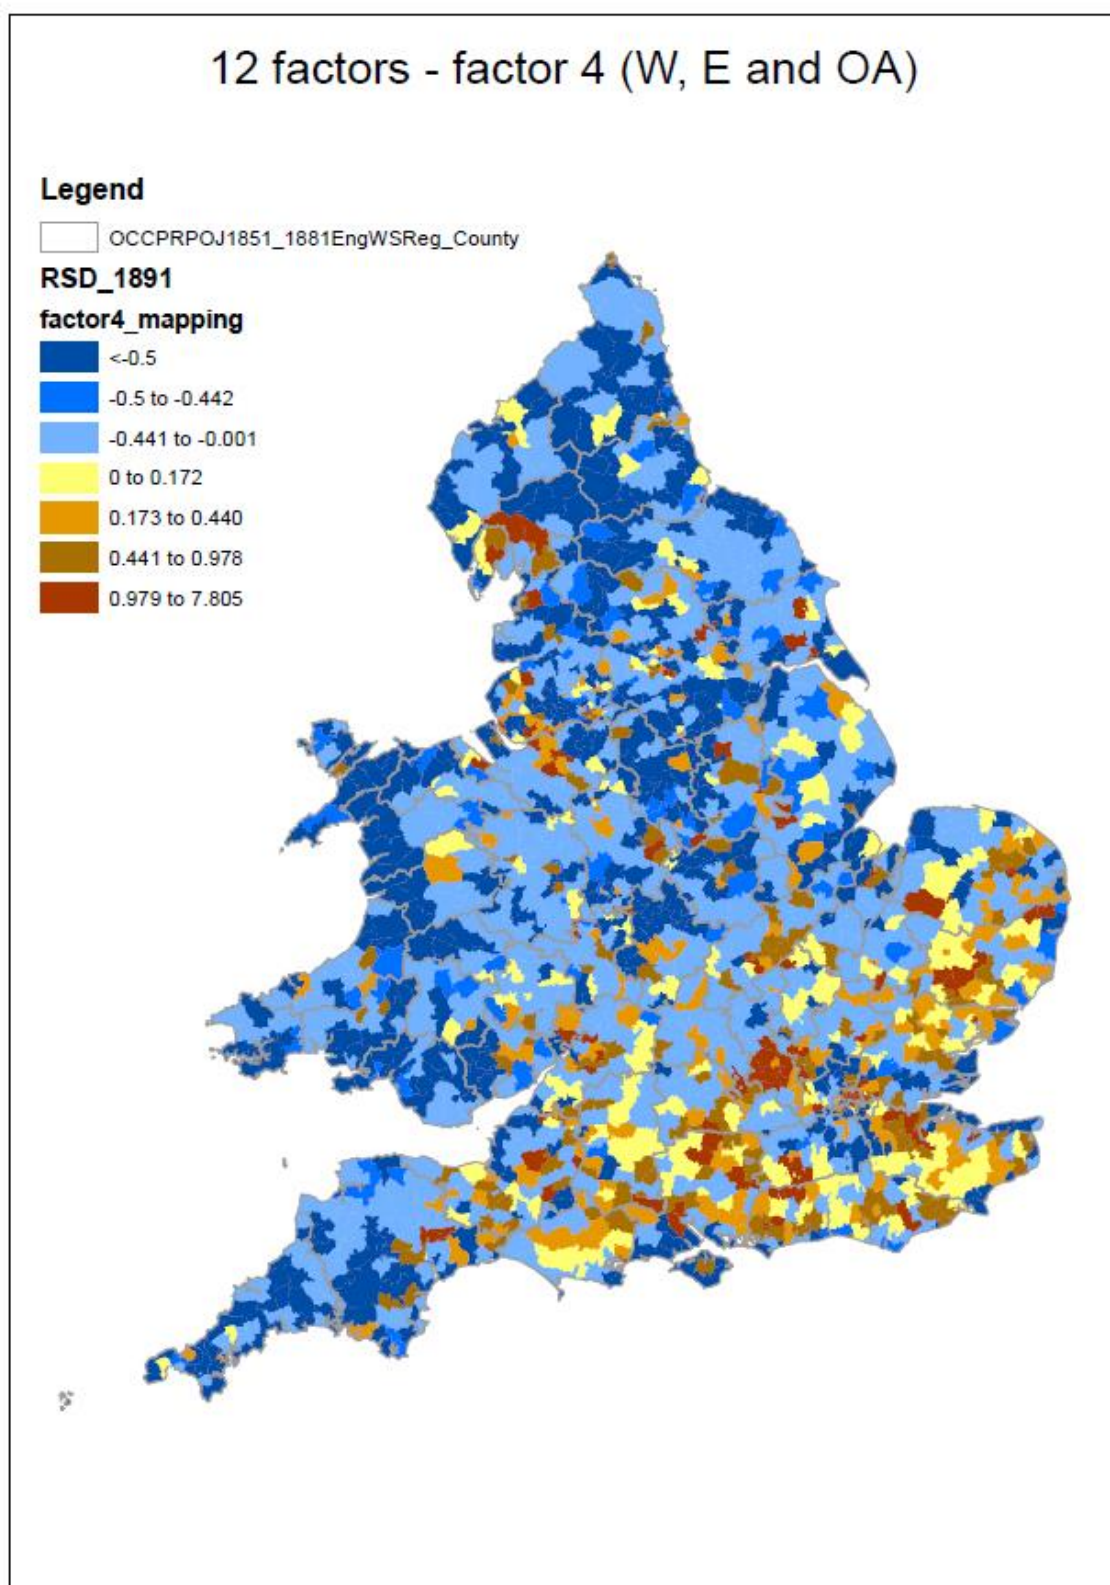 12 factors - factor 4 (W, E and OA)
Legend
OCCPRPOJ1851_1881EngWSReg_County
RSD_1891
factor4_mapping
<-0.5
-0.5 to -0.442
-0.441 to -0.001
0 to 0.172
0.173 to 0.440
0.441 to 0.978
0.979 to 7.805